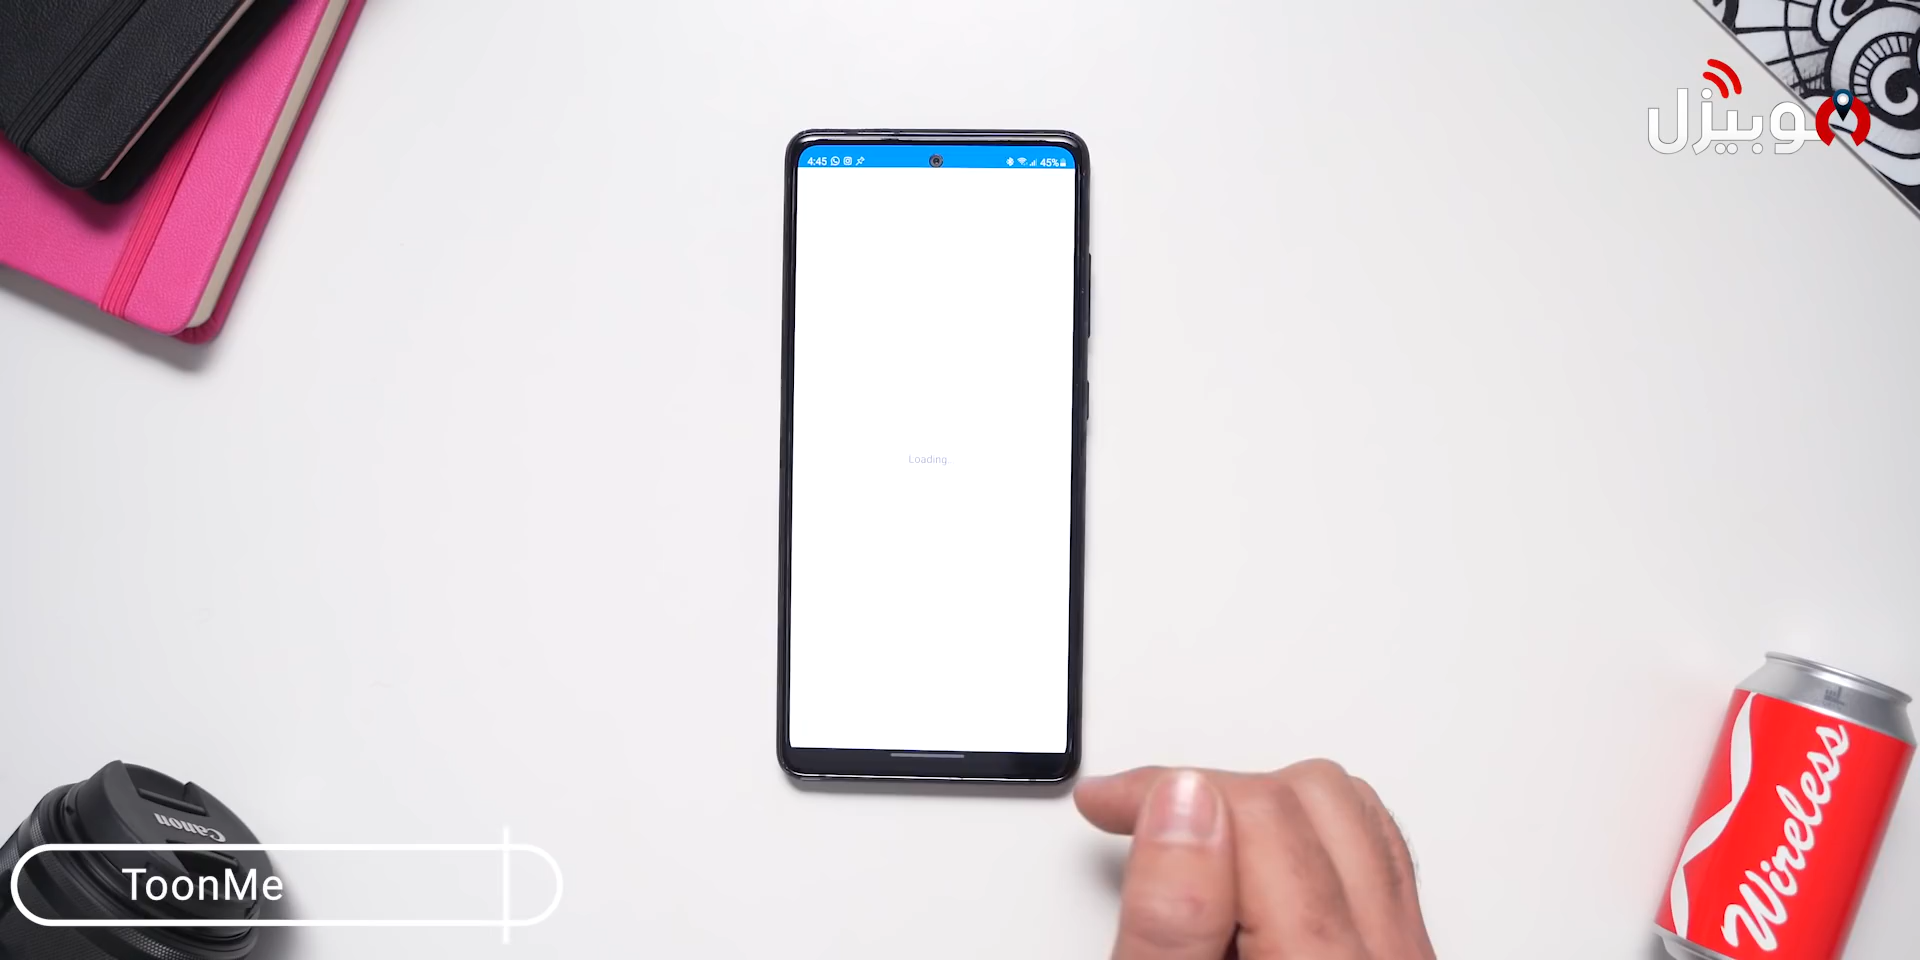 موبيزل
4:45
45%
Loading.
Canon
ToonMe
Wireless